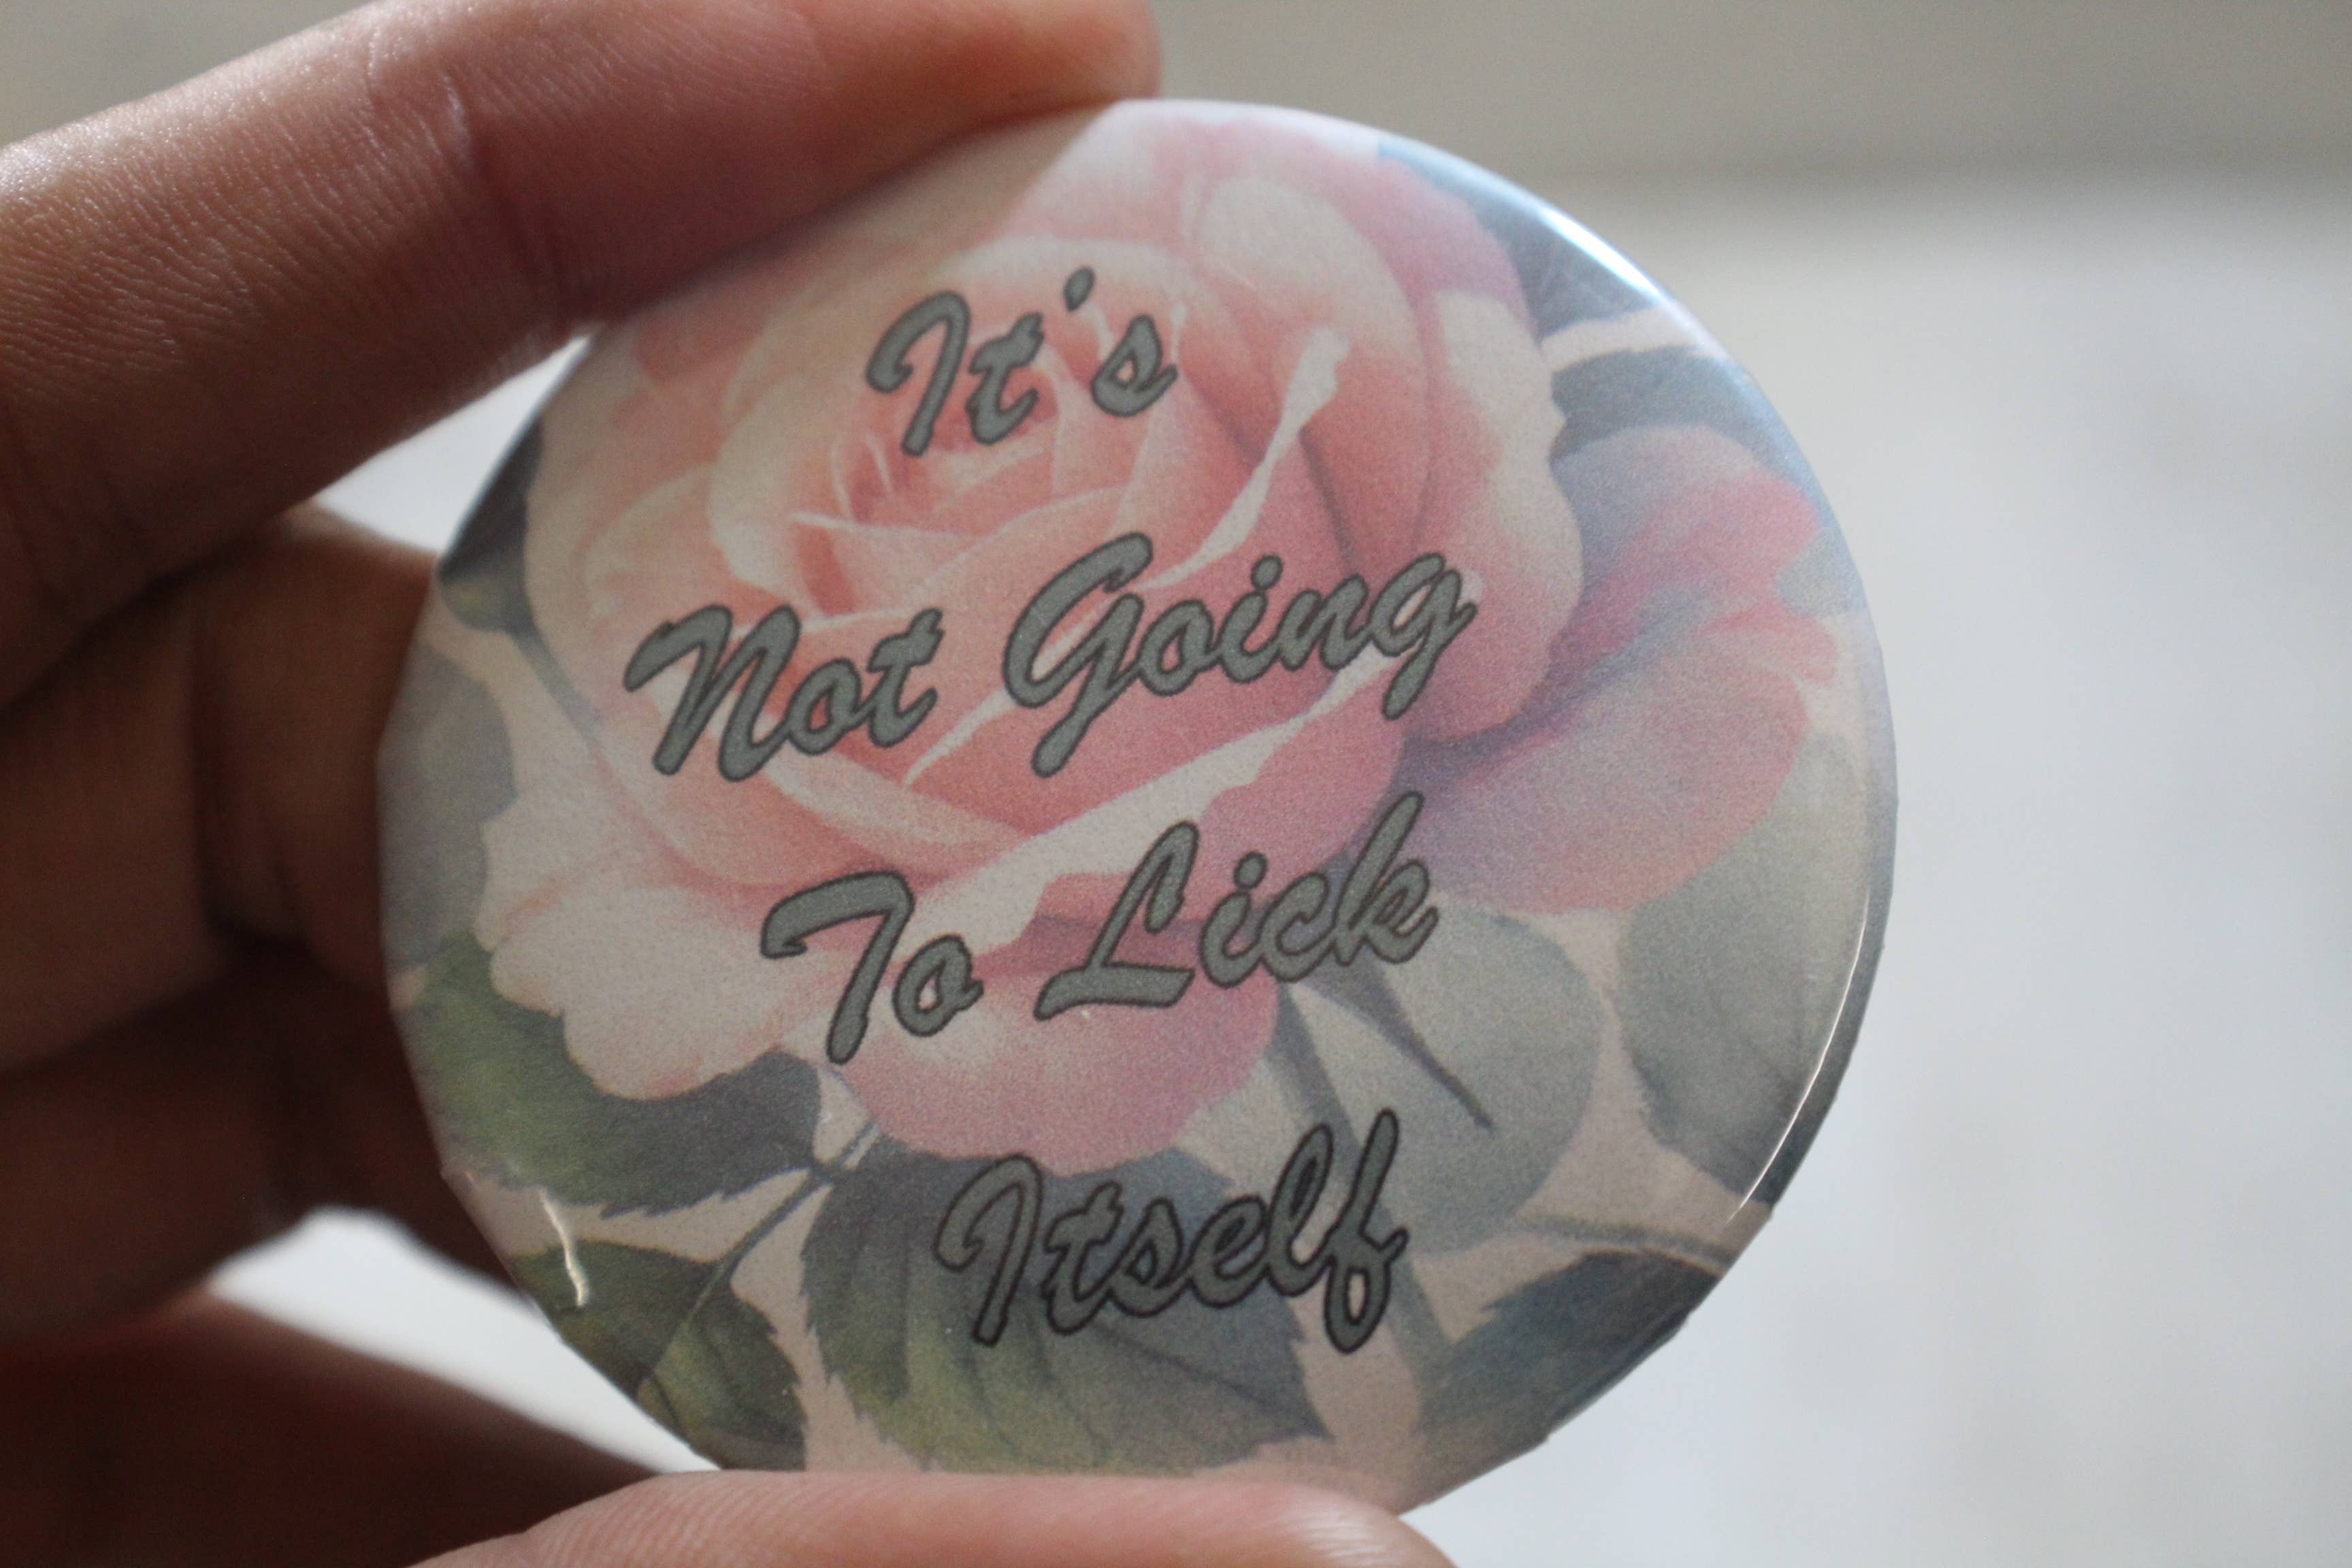 It's
Not Going
To Lick
Itself